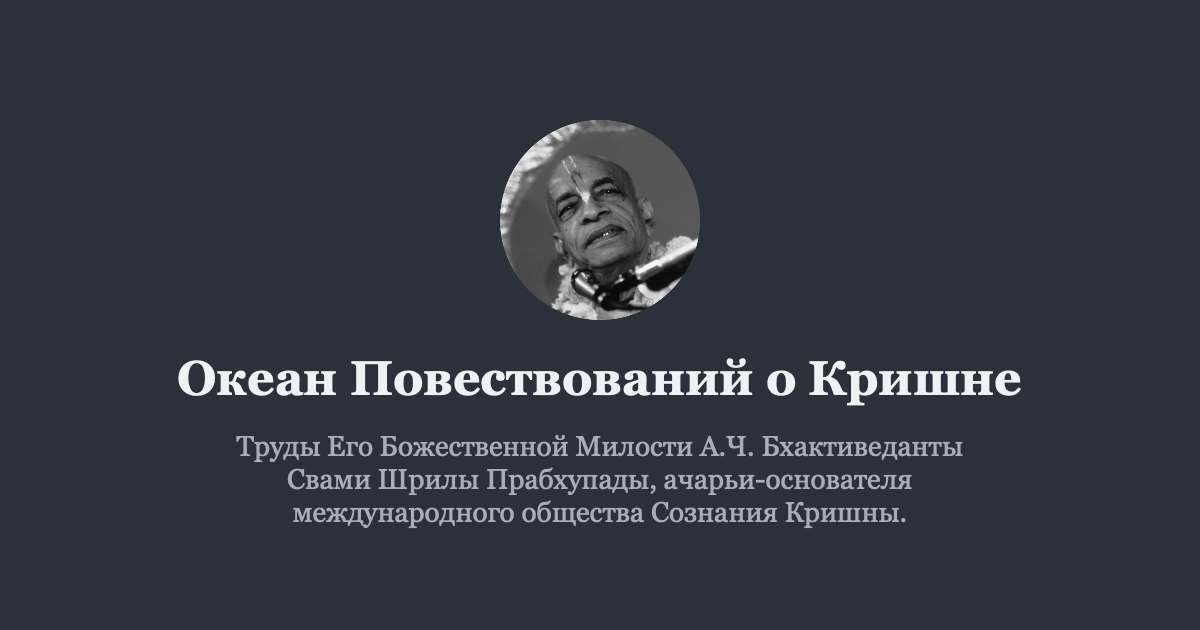 Океан Повествований о Кришне
Труды Его Божественной Милости А.Ч. Бхактиведанты
Свами Шрилы Прабхупады, ачарьи-основателя
международного общества Сознания Кришны.